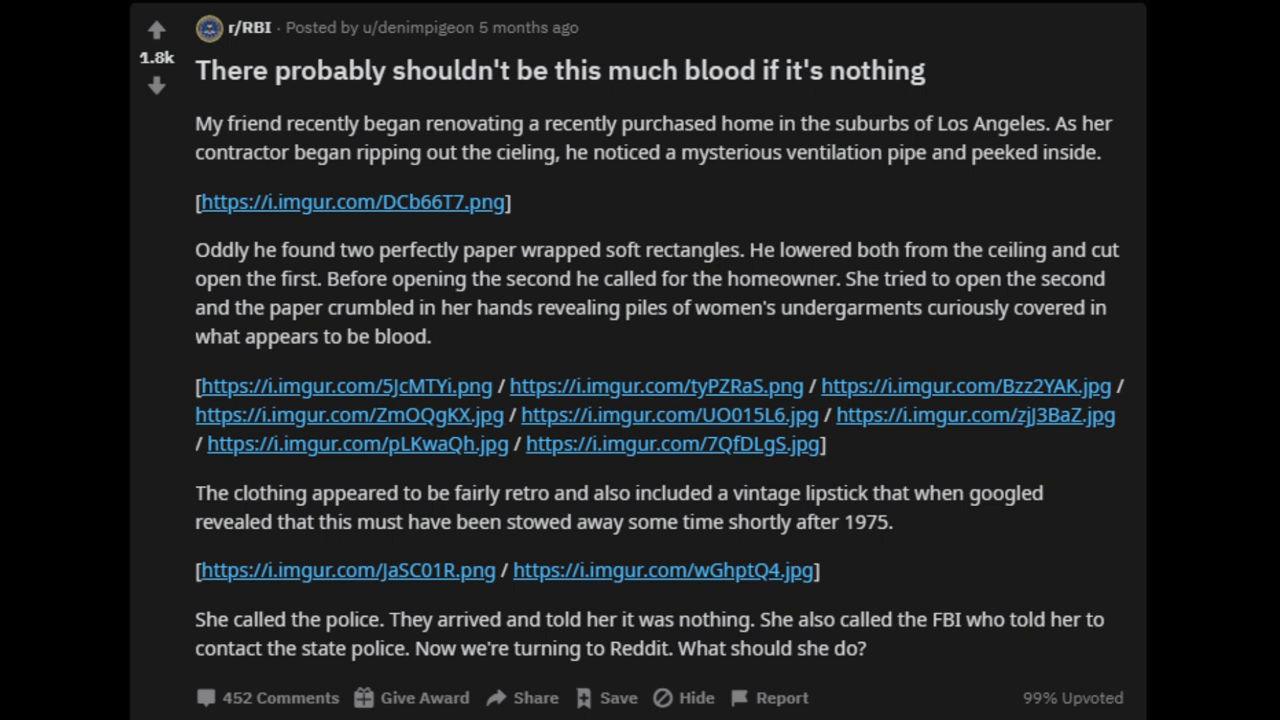 r/RBI · Posted by u/denimpigeon 5 months ago
1.8k
There probably shouldn't be this much blood if it's nothing
My friend recently began renovating a recently purchased home in the suburbs of Los Angeles. As her
contractor began ripping out the cieling, he noticed a mysterious ventilation pipe and peeked inside.
[https://i.imgur.com/DCb66T7.png]
Oddly he found two perfectly paper wrapped soft rectangles. He lowered both from the ceiling and cut
open the first. Before opening the second he called for the homeowner. She tried to open the second
and the paper crumbled in her hands revealing piles of women's undergarments curiously covered in
what appears to be blood.
[https://i.imgur.com/5JcMTYi.png / https://i.imgur.com/tyPZRaS.png / https://i.imgur.com/Bzz2YAK.jpg /
https://i.imgur.com/ZmOQgKX.jpg / https://i.imgur.com/UO015L6.jpg / https://i.imgur.com/zjJ3BaZ.jpg
/ https://i.imgur.com/pLKwaQh.jpg / https://i.imgur.com/7QfDLgS.jpg]
The clothing appeared to be fairly retro and also included a vintage lipstick that when googled
revealed that this must have been stowed away some time shortly after 1975.
[https://i.imgur.com/JaSC01R.png / https://i.imgur.com/wGhptQ4.jpg]
She called the police. They arrived and told her it was nothing. She also called the FBI who told her to
contact the state police. Now we're turning to Reddit. What should she do?
452 Comments Give Award Share Save Hide Report 99% Upvoted